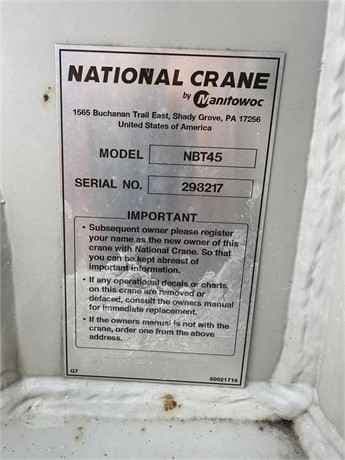 NATIONAL CRANE
by Manitowoc
1565 Buchanan Trail East, Shady Grove, PA 17256
United States of America
MODEL NBT45
SERIAL NO. 298217
IMPORTANT
• Subsequent owner please register
your name as the new owner of this
crane with National Crane. So that
you can be kept abreast of
important information.
• If any operational decals or charts
on this crane are removed or
defaced, consult the owners manual
for immediate replacement.
• If the owners manual is not with the
crane, order one from the above
address.
G7 80021716